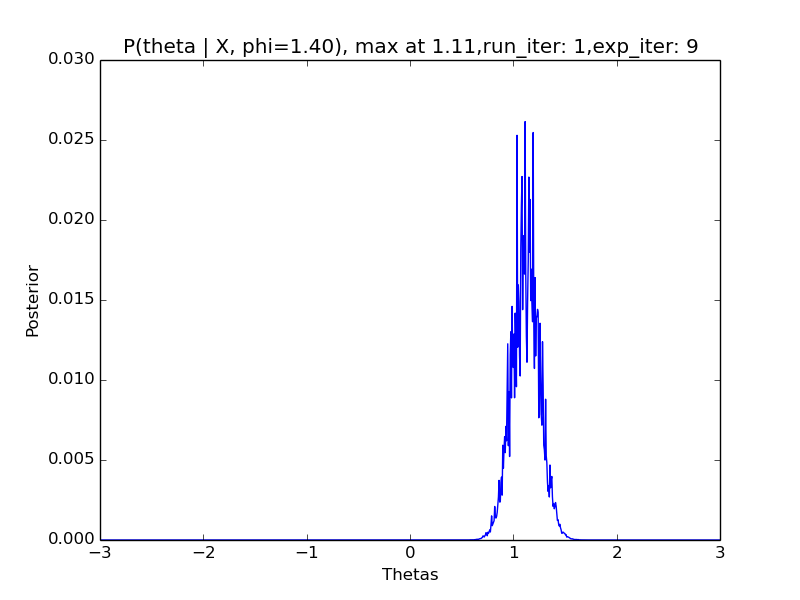 P(theta | X, phi=1.40), max at 1.11,run_iter: 1,exp_iter: 9
0.030
0.025
0.020
0.015
0.010
0.005
0.000
Posterior
−3 −2 −1 0 1 2 3
Thetas